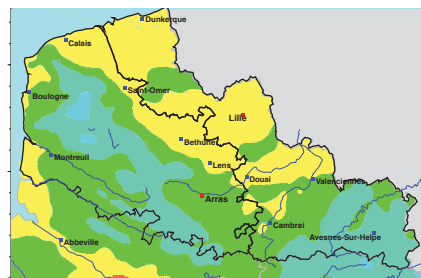 Dunkerque
Calais
Saint-Omer
Boulogne
Lille
Bethune
Lens
Montreuil
Douai
Valenciennes
Arras
Cambrai
Avesnes-Sur-Helpe
Abbeville